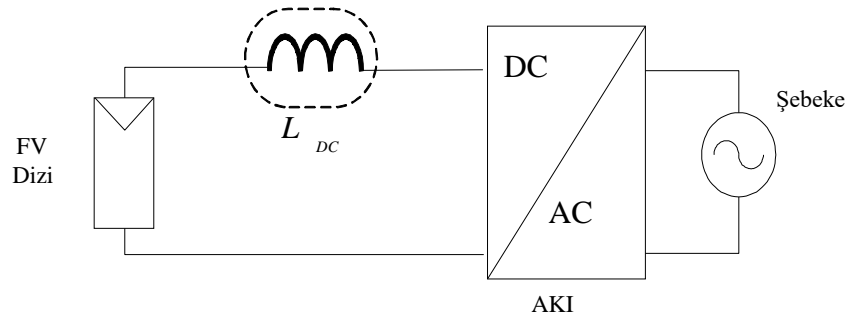 FV
Dizi
L DC
DC
AC
AKI
Şebeke